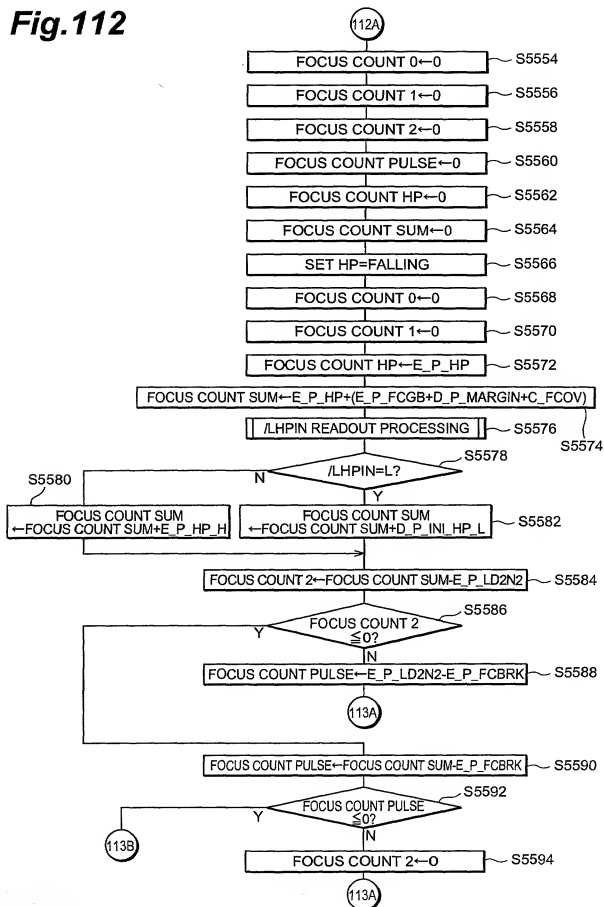 Fig.112
112A
FOCUS COUNT 0←0
S5554
FOCUS COUNT 1←0
S5556
FOCUS COUNT 2←0
S5558
FOCUS COUNT PULSE←0
S5560
FOCUS COUNT HP←0
S5562
FOCUS COUNT SUM←0
S5564
SET HP=FALLING
S5566
FOCUS COUNT 0←0
S5568
FOCUS COUNT 1←0
S5570
FOCUS COUNT HP←E_P_HP
S5572
FOCUS COUNT SUM←E_P_HP+(E_P_FCGB+D_P_MARGIN+C_FCOV)
S5574
/LHPIN READOUT PROCESSING
S5576
/LHPIN=L?
S5578
N
Y
S5580
FOCUS COUNT SUM
←FOCUS COUNT SUM+E_P_HP_H
FOCUS COUNT SUM
←FOCUS COUNT SUM+D_P_INI_HP_L
S5582
FOCUS COUNT 2←FOCUS COUNT SUM-E_P_LD2N2
S5584
FOCUS COUNT 2
≦0?
S5586
Y
N
FOCUS COUNT PULSE←E_P_LD2N2-E_P_FCBRK
S5588
113A
FOCUS COUNT PULSE←FOCUS COUNT SUM-E_P_FCBRK
S5590
FOCUS COUNT PULSE
≦0?
S5592
Y
N
113B
FOCUS COUNT 2←0
S5594
113A